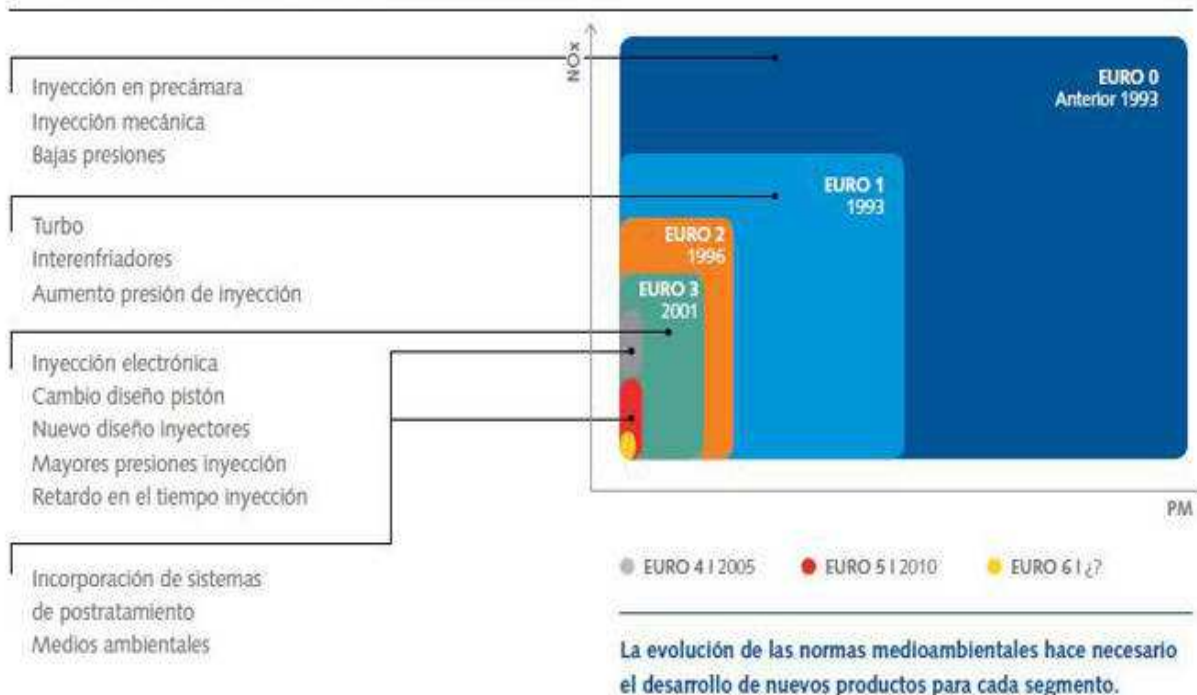 Inyección en precámara
Inyección mecánica
Bajas presiones
Turbo
Interenfriadores
Aumento presión de inyección
Inyección electrónica
Cambio diseño pistón
Nuevo diseño inyectores
Mayores presiones inyección
Retardo en el tiempo inyección
Incorporación de sistemas
de postratamiento
Medios ambientales
NOx
EURO 0
Anterior 1993
EURO 1
1993
EURO 2
1996
EURO 3
2001
PM
EURO 4 | 2005
EURO 5 | 2010
EURO 6 | ¿?
La evolución de las normas medioambientales hace necesario
el desarrollo de nuevos productos para cada segmento.